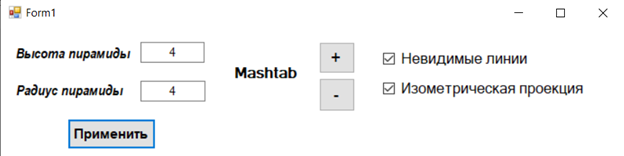 Form1
Высота пирамиды 4
Радиус пирамиды 4
Применить
Mashtab
+
-
Невидимые линии
Изометрическая проекция